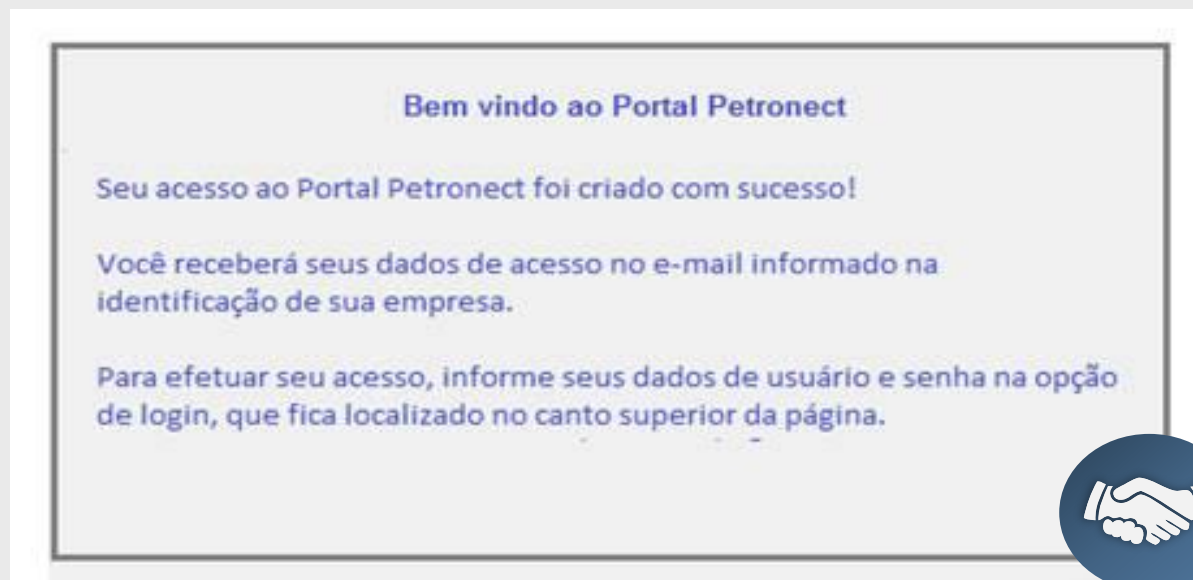 Bem vindo ao Portal Petronect
Seu acesso ao Portal Petronect foi criado com sucesso!
Você receberá seus dados de acesso no e-mail informado na
identificação de sua empresa.
Para efetuar seu acesso, informe seus dados de usuário e senha na opção
de login, que fica localizado no canto superior da página.